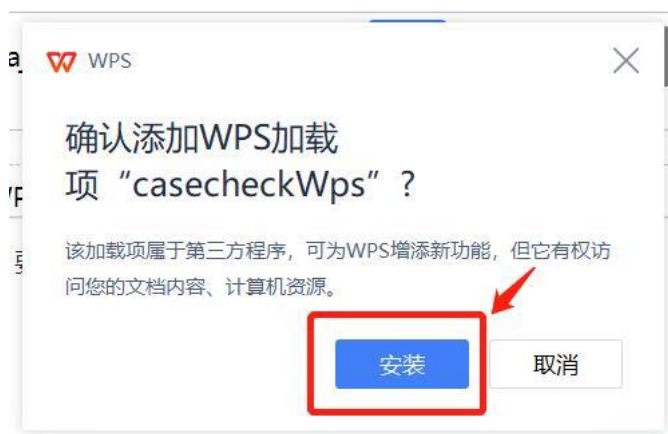 WPS
确认添加WPS加载
项“casecheckWps”?
该加载项属于第三方程序，可为WPS增添新功能，但它有权访
问您的文档内容、计算机资源。
安装
取消